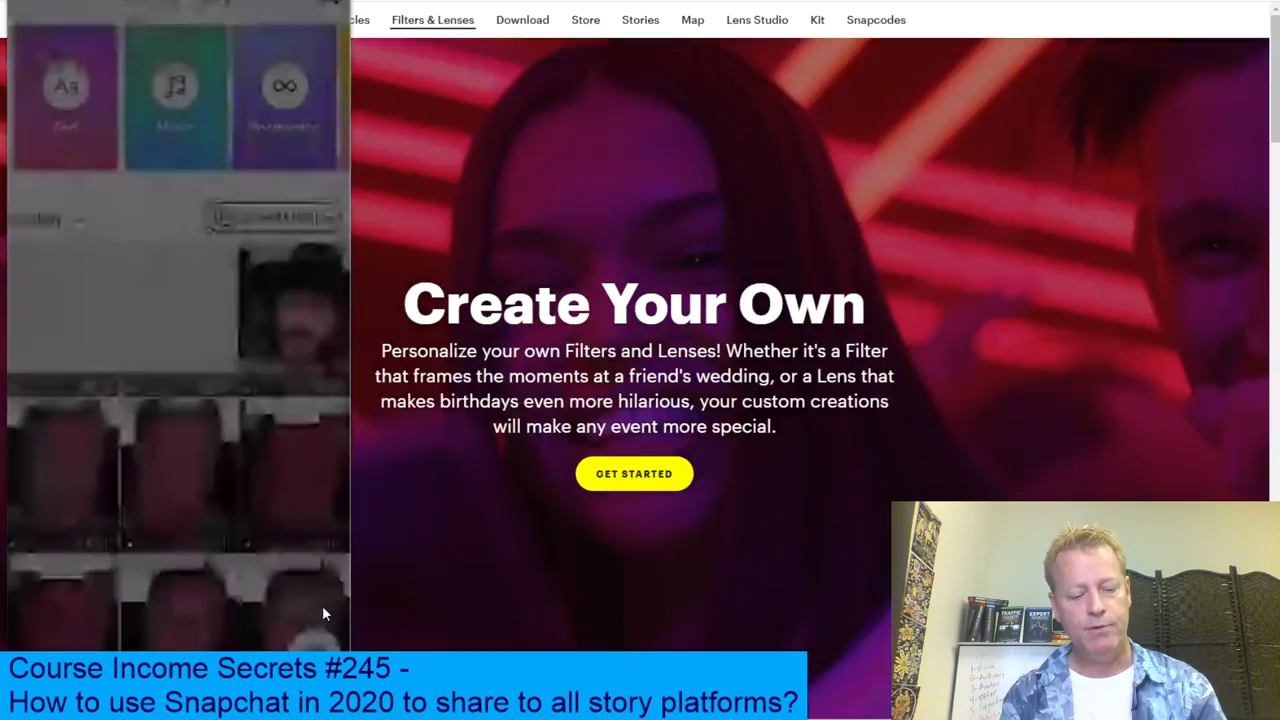 cles Filters & Lenses Download Store Stories Map Lens Studio Kit Snapcodes
Aa
Create Your Own
Personalize your own Filters and Lenses! Whether it's a Filter
that frames the moments at a friend's wedding, or a Lens that
makes birthdays even more hilarious, your custom creations
will make any event more special.
GET STARTED
TRAFFIC
EXPERT
Course Income Secrets #245 -
How to use Snapchat in 2020 to share to all story platforms?